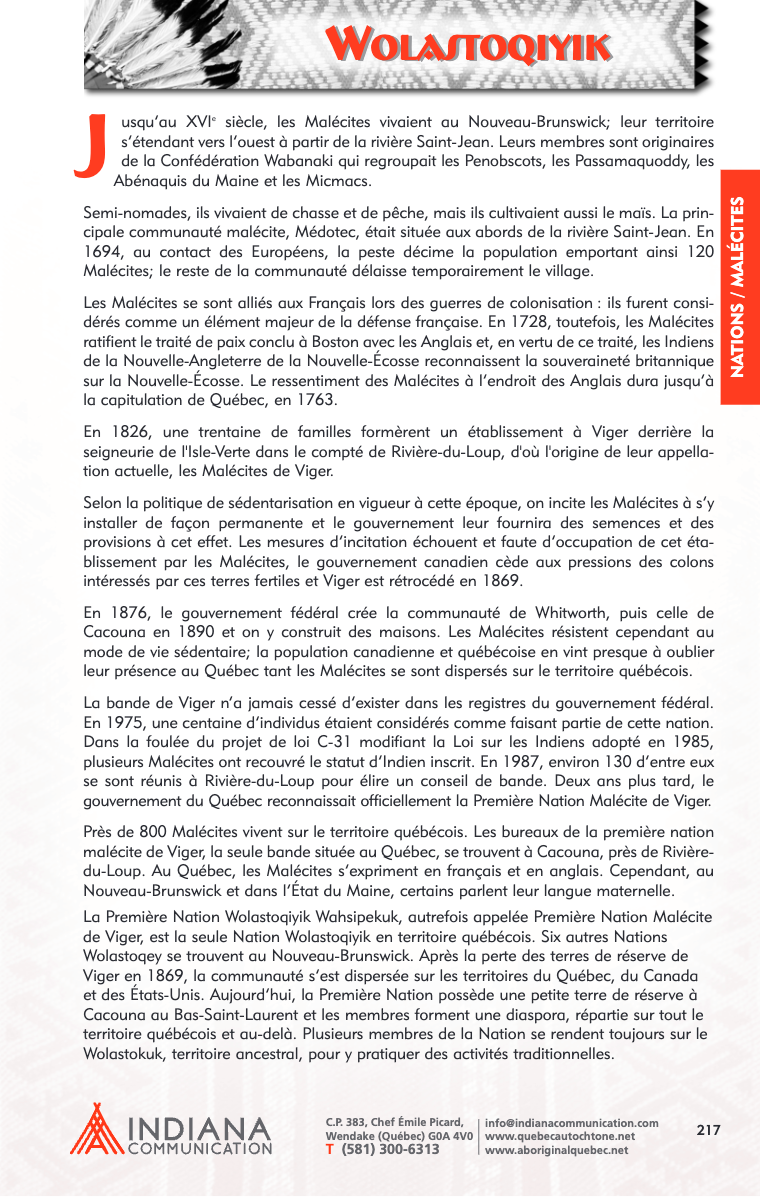 WOLASTOQIYIK
Jusqu’au XVIe siècle, les Malécites vivaient au Nouveau-Brunswick; leur territoire
s’étendant vers l’ouest à partir de la rivière Saint-Jean. Leurs membres sont originaires
de la Confédération Wabanaki qui regroupait les Penobscots, les Passamaquoddy, les
Abénaquis du Maine et les Micmacs.
Semi-nomades, ils vivaient de chasse et de pêche, mais ils cultivaient aussi le maïs. La prin-
cipale communauté malécite, Médotec, était située aux abords de la rivière Saint-Jean. En
1694, au contact des Européens, la peste décime la population emportant ainsi 120
Malécites; le reste de la communauté délaisse temporairement le village.
Les Malécites se sont alliés aux Français lors des guerres de colonisation : ils furent consi-
dérés comme un élément majeur de la défense française. En 1728, toutefois, les Malécites
ratifient le traité de paix conclu à Boston avec les Anglais et, en vertu de ce traité, les Indiens
de la Nouvelle-Angleterre de la Nouvelle-Écosse reconnaissent la souveraineté britannique
sur la Nouvelle-Écosse. Le ressentiment des Malécites à l’endroit des Anglais dura jusqu’à
la capitulation de Québec, en 1763.
En 1826, une trentaine de familles formèrent un établissement à Viger derrière la
seigneurie de l'Isle-Verte dans le compté de Rivière-du-Loup, d'où l'origine de leur appella-
tion actuelle, les Malécites de Viger.
Selon la politique de sédentarisation en vigueur à cette époque, on incite les Malécites à s’y
installer de façon permanente et le gouvernement leur fournira des semences et des
provisions à cet effet. Les mesures d’incitation échouent et faute d’occupation de cet éta-
blissement par les Malécites, le gouvernement canadien cède aux pressions des colons
intéressés par ces terres fertiles et Viger est rétrocédé en 1869.
En 1876, le gouvernement fédéral crée la communauté de Whitworth, puis celle de
Cacouna en 1890 et on y construit des maisons. Les Malécites résistent cependant au
mode de vie sédentaire; la population canadienne et québécoise en vint presque à oublier
leur présence au Québec tant les Malécites se sont dispersés sur le territoire québécois.
La bande de Viger n’a jamais cessé d’exister dans les registres du gouvernement fédéral.
En 1975, une centaine d’individus étaient considérés comme faisant partie de cette nation.
Dans la foulée du projet de loi C-31 modifiant la Loi sur les Indiens adopté en 1985,
plusieurs Malécites ont recouvré le statut d’Indien inscrit. En 1987, environ 130 d’entre eux
se sont réunis à Rivière-du-Loup pour élire un conseil de bande. Deux ans plus tard, le
gouvernement du Québec reconnaissait officiellement la Première Nation Malécite de Viger.
Près de 800 Malécites vivent sur le territoire québécois. Les bureaux de la première nation
malécite de Viger, la seule bande située au Québec, se trouvent à Cacouna, près de Rivière-
du-Loup. Au Québec, les Malécites s’expriment en français et en anglais. Cependant, au
Nouveau-Brunswick et dans l’État du Maine, certains parlent leur langue maternelle.
La Première Nation Wolastoqiyik Wahsipekuk, autrefois appelée Première Nation Malécite
de Viger, est la seule Nation Wolastoqiyik en territoire québécois. Six autres Nations
Wolastoqey se trouvent au Nouveau-Brunswick. Après la perte des terres de réserve de
Viger en 1869, la communauté s’est dispersée sur les territoires du Québec, du Canada
et des États-Unis. Aujourd’hui, la Première Nation possède une petite terre de réserve à
Cacouna au Bas-Saint-Laurent et les membres forment une diaspora, répartie sur tout le
territoire québécois et au-delà. Plusieurs membres de la Nation se rendent toujours sur le
Wolastokuk, territoire ancestral, pour y pratiquer des activités traditionnelles.
NATIONS / MALÉCITES
INDIANA
COMMUNICATION
C.P. 383, Chef Émile Picard,
Wendake (Québec) G0A 4V0
T (581) 300-6313
info@indianacommunication.com
www.quebecautochtone.net
www.aboriginalquebec.net
217